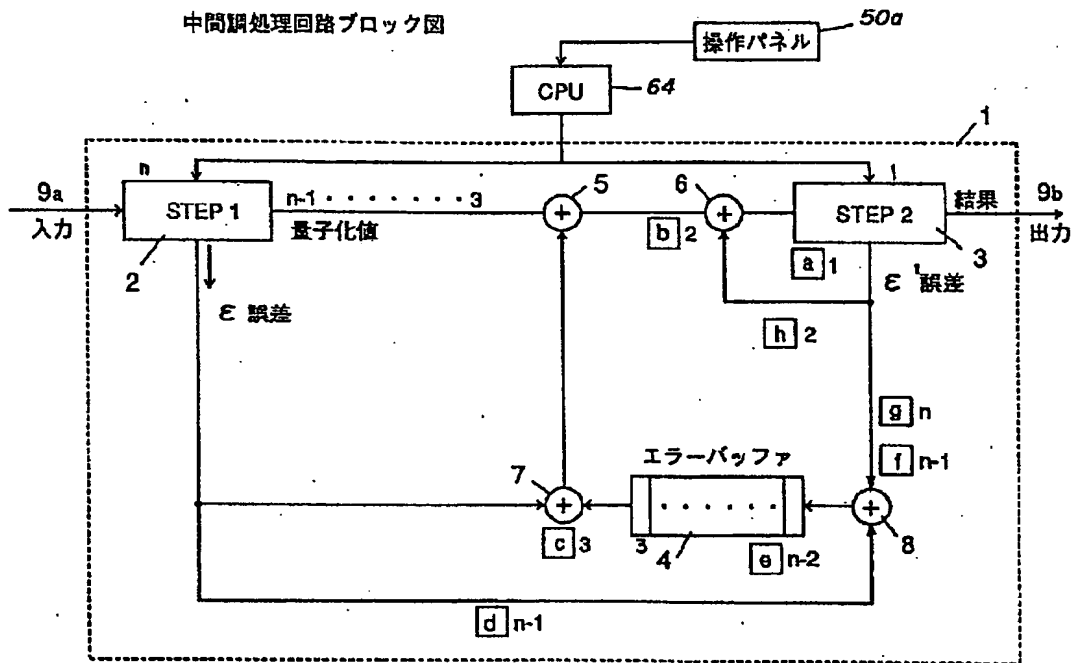 中間調処理回路ブロック図
50a
操作パネル
CPU
64
1
n
9a
入力
STEP 1
n-1 ・・・・・・・ 3
量子化値
5
6
1
STEP 2
結果
9b
出力
b 2
a 1
2
3
ε 誤差
ε' 誤差
h 2
g n
f n-1
エラーバッファ
7
c 3
3
4
e n-2
8
d n-1